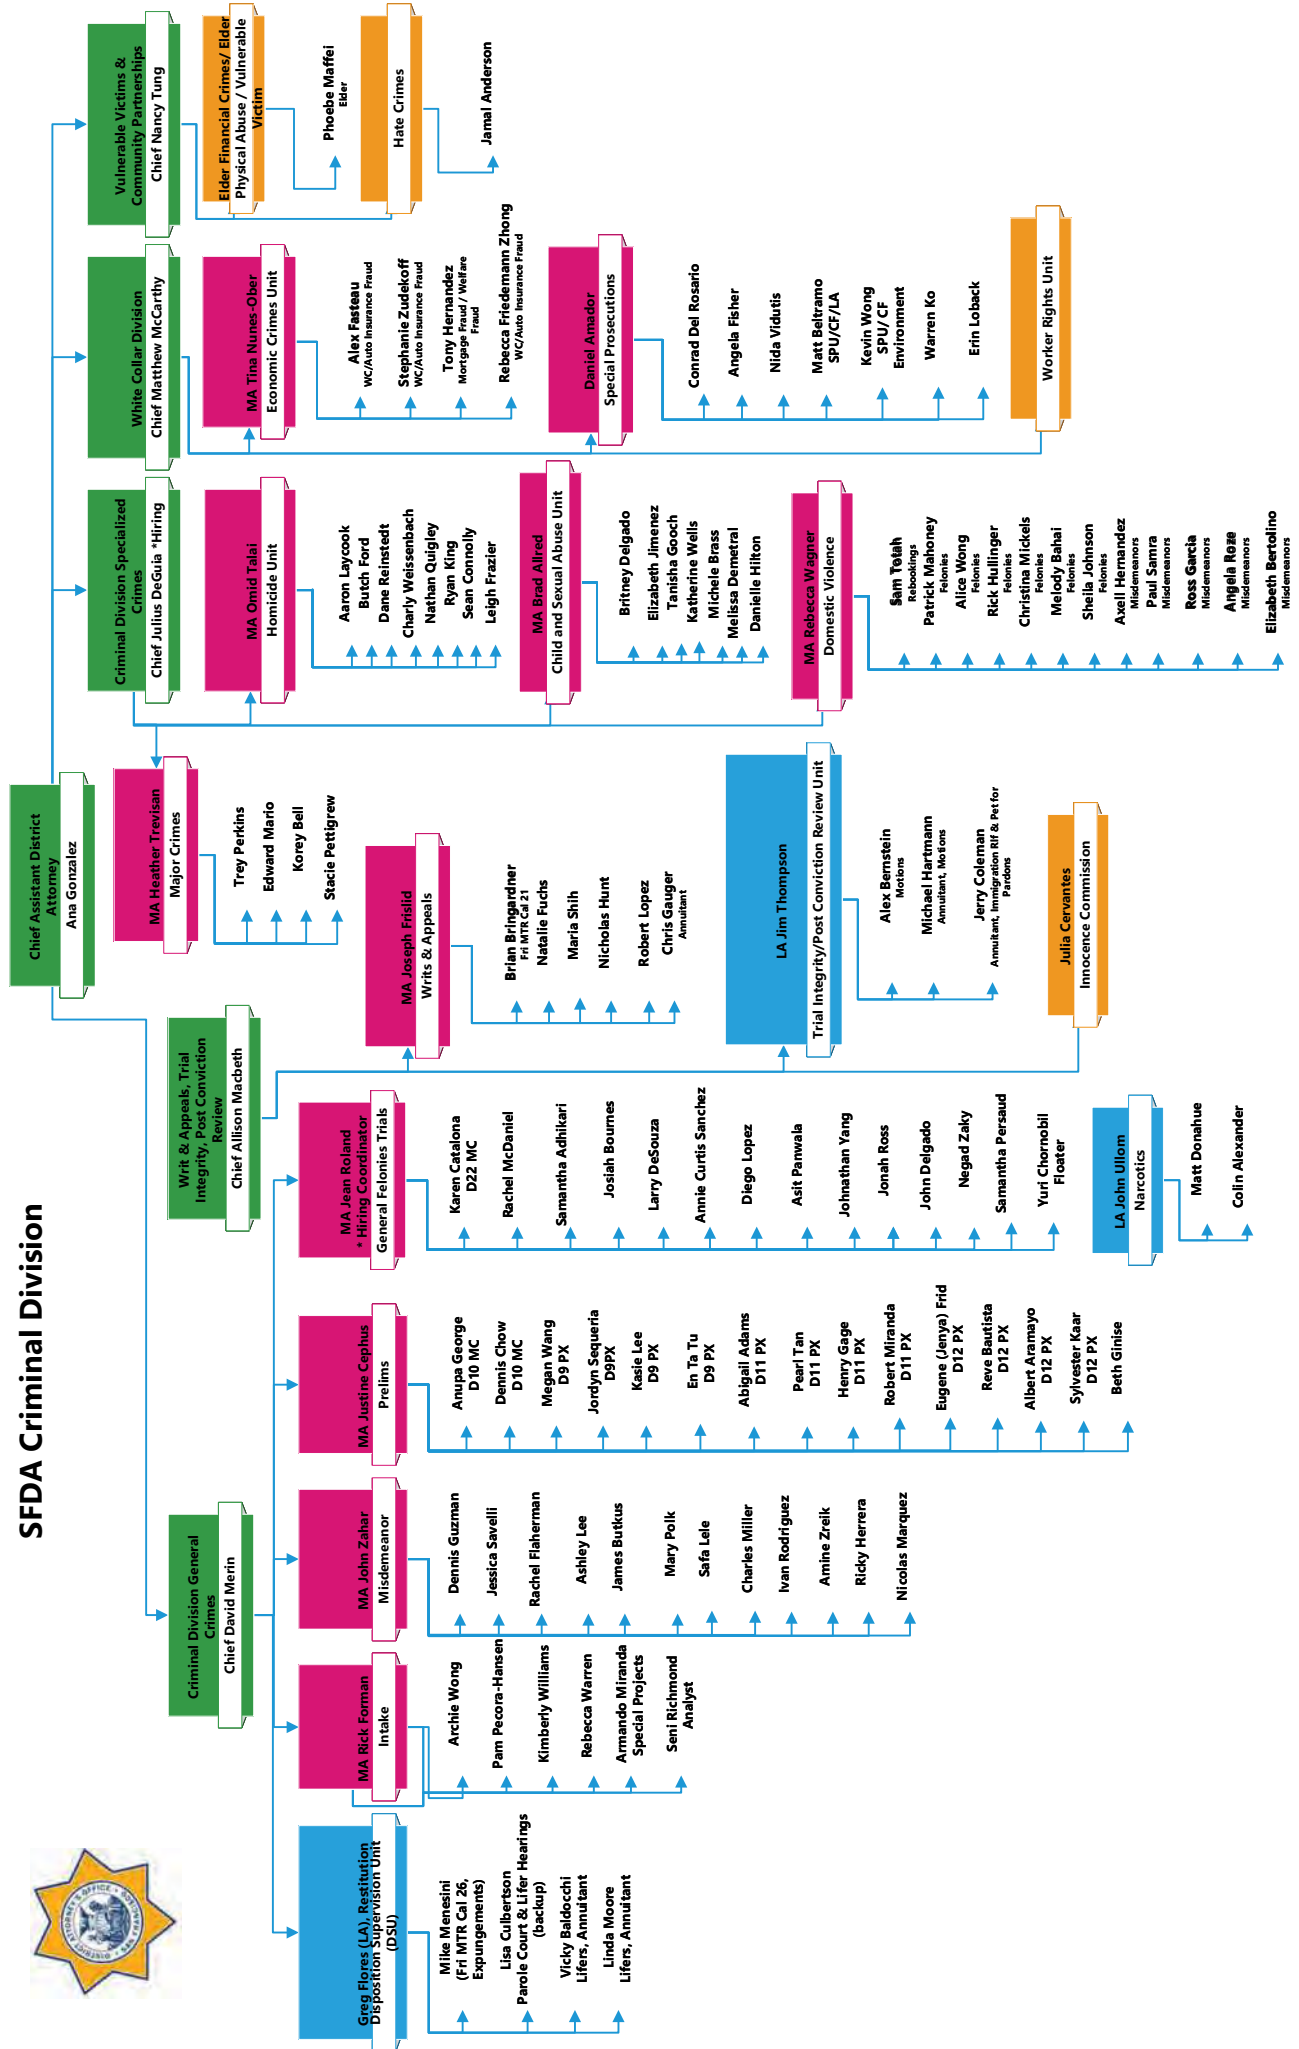 SFDA Criminal Division
DISTRICT ATTORNEY'S OFFICE
SAN FRANCISCO
Chief Assistant District
Attorney
Ana Gonzalez
Criminal Division General
Crimes
Chief David Merin
Greg Flores (LA), Restitution
Disposition Supervision Unit
(DSU)
Mike Menesini
(Fri MTR Cal 26,
Expungements)
Lisa Culbertson
Parole Court & Lifer Hearings
(backup)
Vicky Baldocchi
Lifers, Annuitant
Linda Moore
Lifers, Annuitant
MA Rick Forman
Intake
Archie Wong
Pam Pecora-Hansen
Kimberly Williams
Rebecca Warren
Armando Miranda
Special Projects
Seni Richmond
Analyst
MA John Zahar
Misdemeanor
Dennis Guzman
Jessica Savelli
Rachel Flaherman
Ashley Lee
James Butkus
Mary Polk
Safa Lele
Charles Miller
Ivan Rodriguez
Amine Zreik
Ricky Herrera
Nicolas Marquez
MA Justine Cephus
Prelims
Anupa George
D10 MC
Dennis Chow
D10 MC
Megan Wang
D9 PX
Jordyn Sequeria
D9PX
Kasie Lee
D9 PX
En Ta Tu
D9 PX
Abigail Adams
D11 PX
Pearl Tan
D11 PX
Henry Gage
D11 PX
Robert Miranda
D11 PX
Eugene (Jenya) Frid
D12 PX
Reve Bautista
D12 PX
Albert Aramayo
D12 PX
Sylvester Kaar
D12 PX
Beth Ginise
MA Jean Roland
* Hiring Coordinator
General Felonies Trials
Karen Catalona
D22 MC
Rachel McDaniel
Samantha Adhikari
Josiah Bournes
Larry DeSouza
Annie Curtis Sanchez
Diego Lopez
Asit Panwala
Johnathan Yang
Jonah Ross
John Delgado
Negad Zaky
Samantha Persaud
Yuri Chornobil
Floater
LA John Ullom
Narcotics
Matt Donahue
Colin Alexander
Writ & Appeals, Trial
Integrity, Post Conviction
Review
Chief Allison Macbeth
MA Joseph Frislid
Writs & Appeals
Brian Bringardner
Fri MTR Cal 21
Natalie Fuchs
Maria Shih
Nicholas Hunt
Robert Lopez
Chris Gauger
Annuitant
LA Jim Thompson
Trial Integrity/Post Conviction Review Unit
Alex Bernstein
Motions
Michael Hartmann
Annuitant, Motions
Jerry Coleman
Annuitant, Immigration Rlf & Pet for
Pardons
Julia Cervantes
Innocence Commission
MA Heather Trevisan
Major Crimes
Trey Perkins
Edward Mario
Korey Bell
Stacie Pettigrew
Criminal Division Specialized
Crimes
Chief Julius DeGuia *Hiring
MA Omid Talai
Homicide Unit
Aaron Laycook
Butch Ford
Dane Reinstedt
Charly Weissenbach
Nathan Quigley
Ryan King
Sean Connolly
Leigh Frazier
MA Brad Allred
Child and Sexual Abuse Unit
Britney Delgado
Elizabeth Jimenez
Tanisha Gooch
Katherine Wells
Michele Brass
Melissa Demetral
Danielle Hilton
MA Rebecca Wagner
Domestic Violence
Sam Totah
Rebookings
Patrick Mahoney
Felonies
Alice Wong
Felonies
Rick Hullinger
Felonies
Christina Mickels
Felonies
Melody Bahai
Felonies
Sheila Johnson
Felonies
Axell Hernandez
Misdemeanors
Paul Samra
Misdemeanors
Ross Garcia
Misdemeanors
Angela Roze
Misdemeanors
Elizabeth Bertolino
Misdemeanors
White Collar Division
Chief Matthew McCarthy
MA Tina Nunes-Ober
Economic Crimes Unit
Alex Fasteau
WC/Auto Insurance Fraud
Stephanie Zudekoff
WC/Auto Insurance Fraud
Tony Hernandez
Mortgage Fraud / Welfare
Fraud
Rebecca Friedemann Zhong
WC/Auto Insurance Fraud
Daniel Amador
Special Prosecutions
Conrad Del Rosario
Angela Fisher
Nida Vidutis
Matt Beltramo
SPU/CF/LA
Kevin Wong
SPU/ CF
Environment
Warren Ko
Erin Loback
Worker Rights Unit
Vulnerable Victims &
Community Partnerships
Chief Nancy Tung
Elder Financial Crimes/ Elder
Physical Abuse / Vulnerable
Victim
Phoebe Maffei
Elder
Hate Crimes
Jamal Anderson